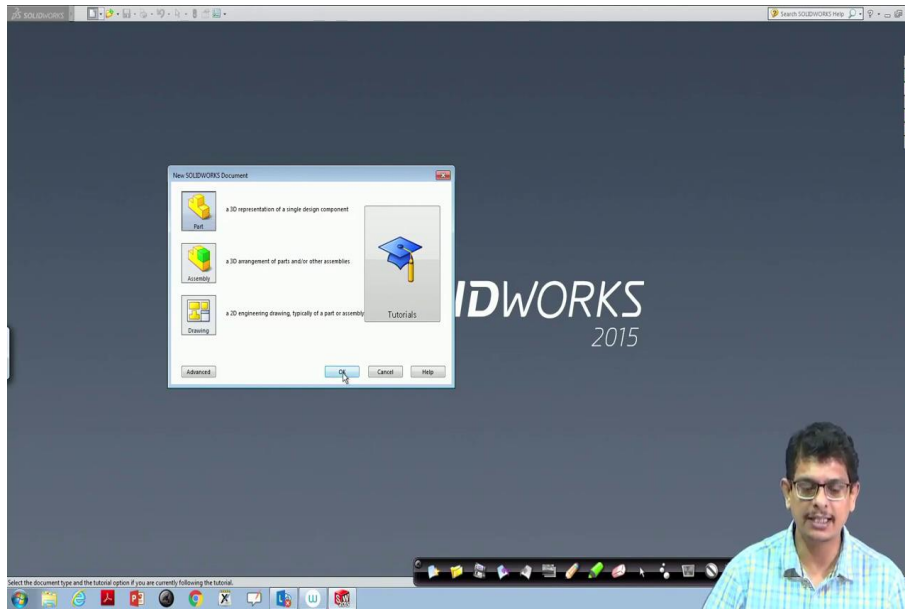 SOLIDWORKS
Search SOLIDWORKS Help
New SOLIDWORKS Document
Part
a 3D representation of a single design component
Assembly
a 3D arrangement of parts and/or other assemblies
Drawing
a 2D engineering drawing, typically of a part or assembly
Tutorials
Advanced
OK
Cancel
Help
IDWORKS
2015
Select the document type and the tutorial option if you are currently following the tutorial.